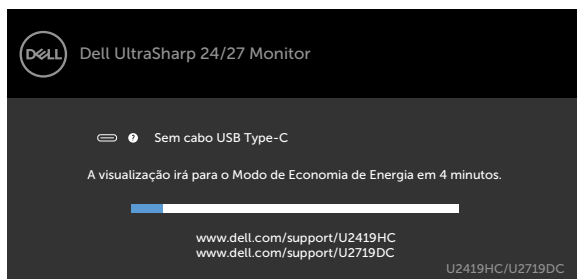 DELL
Dell UltraSharp 24/27 Monitor
? Sem cabo USB Type-C
A visualização irá para o Modo de Economia de Energia em 4 minutos.
www.dell.com/support/U2419HC
www.dell.com/support/U2719DC
U2419HC/U2719DC